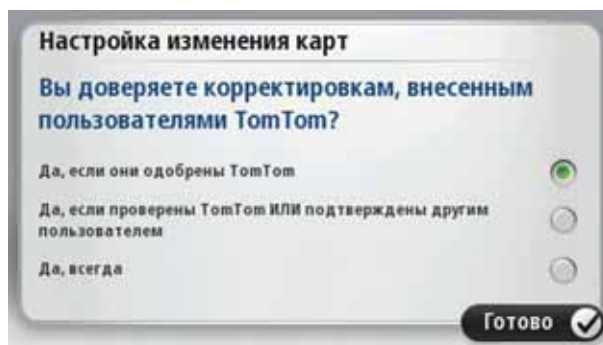 Настройка изменения карт
Вы доверяете корректировкам, внесенным
пользователями TomTom?
Да, если они одобрены TomTom
Да, если проверены TomTom ИЛИ подтверждены другим
пользователем
Да, всегда
Готово